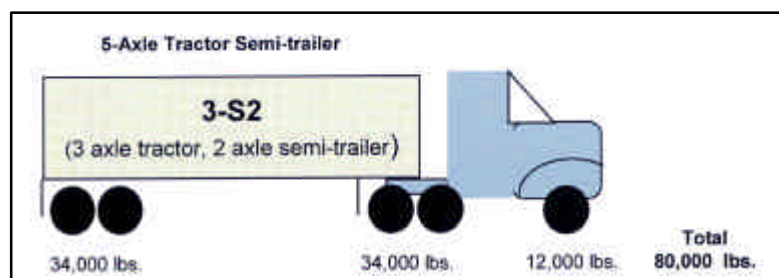 5-Axle Tractor Semi-trailer
3-S2
(3 axle tractor, 2 axle semi-trailer)
34,000 lbs.
34,000 lbs.
12,000 lbs.
Total
80,000 lbs.